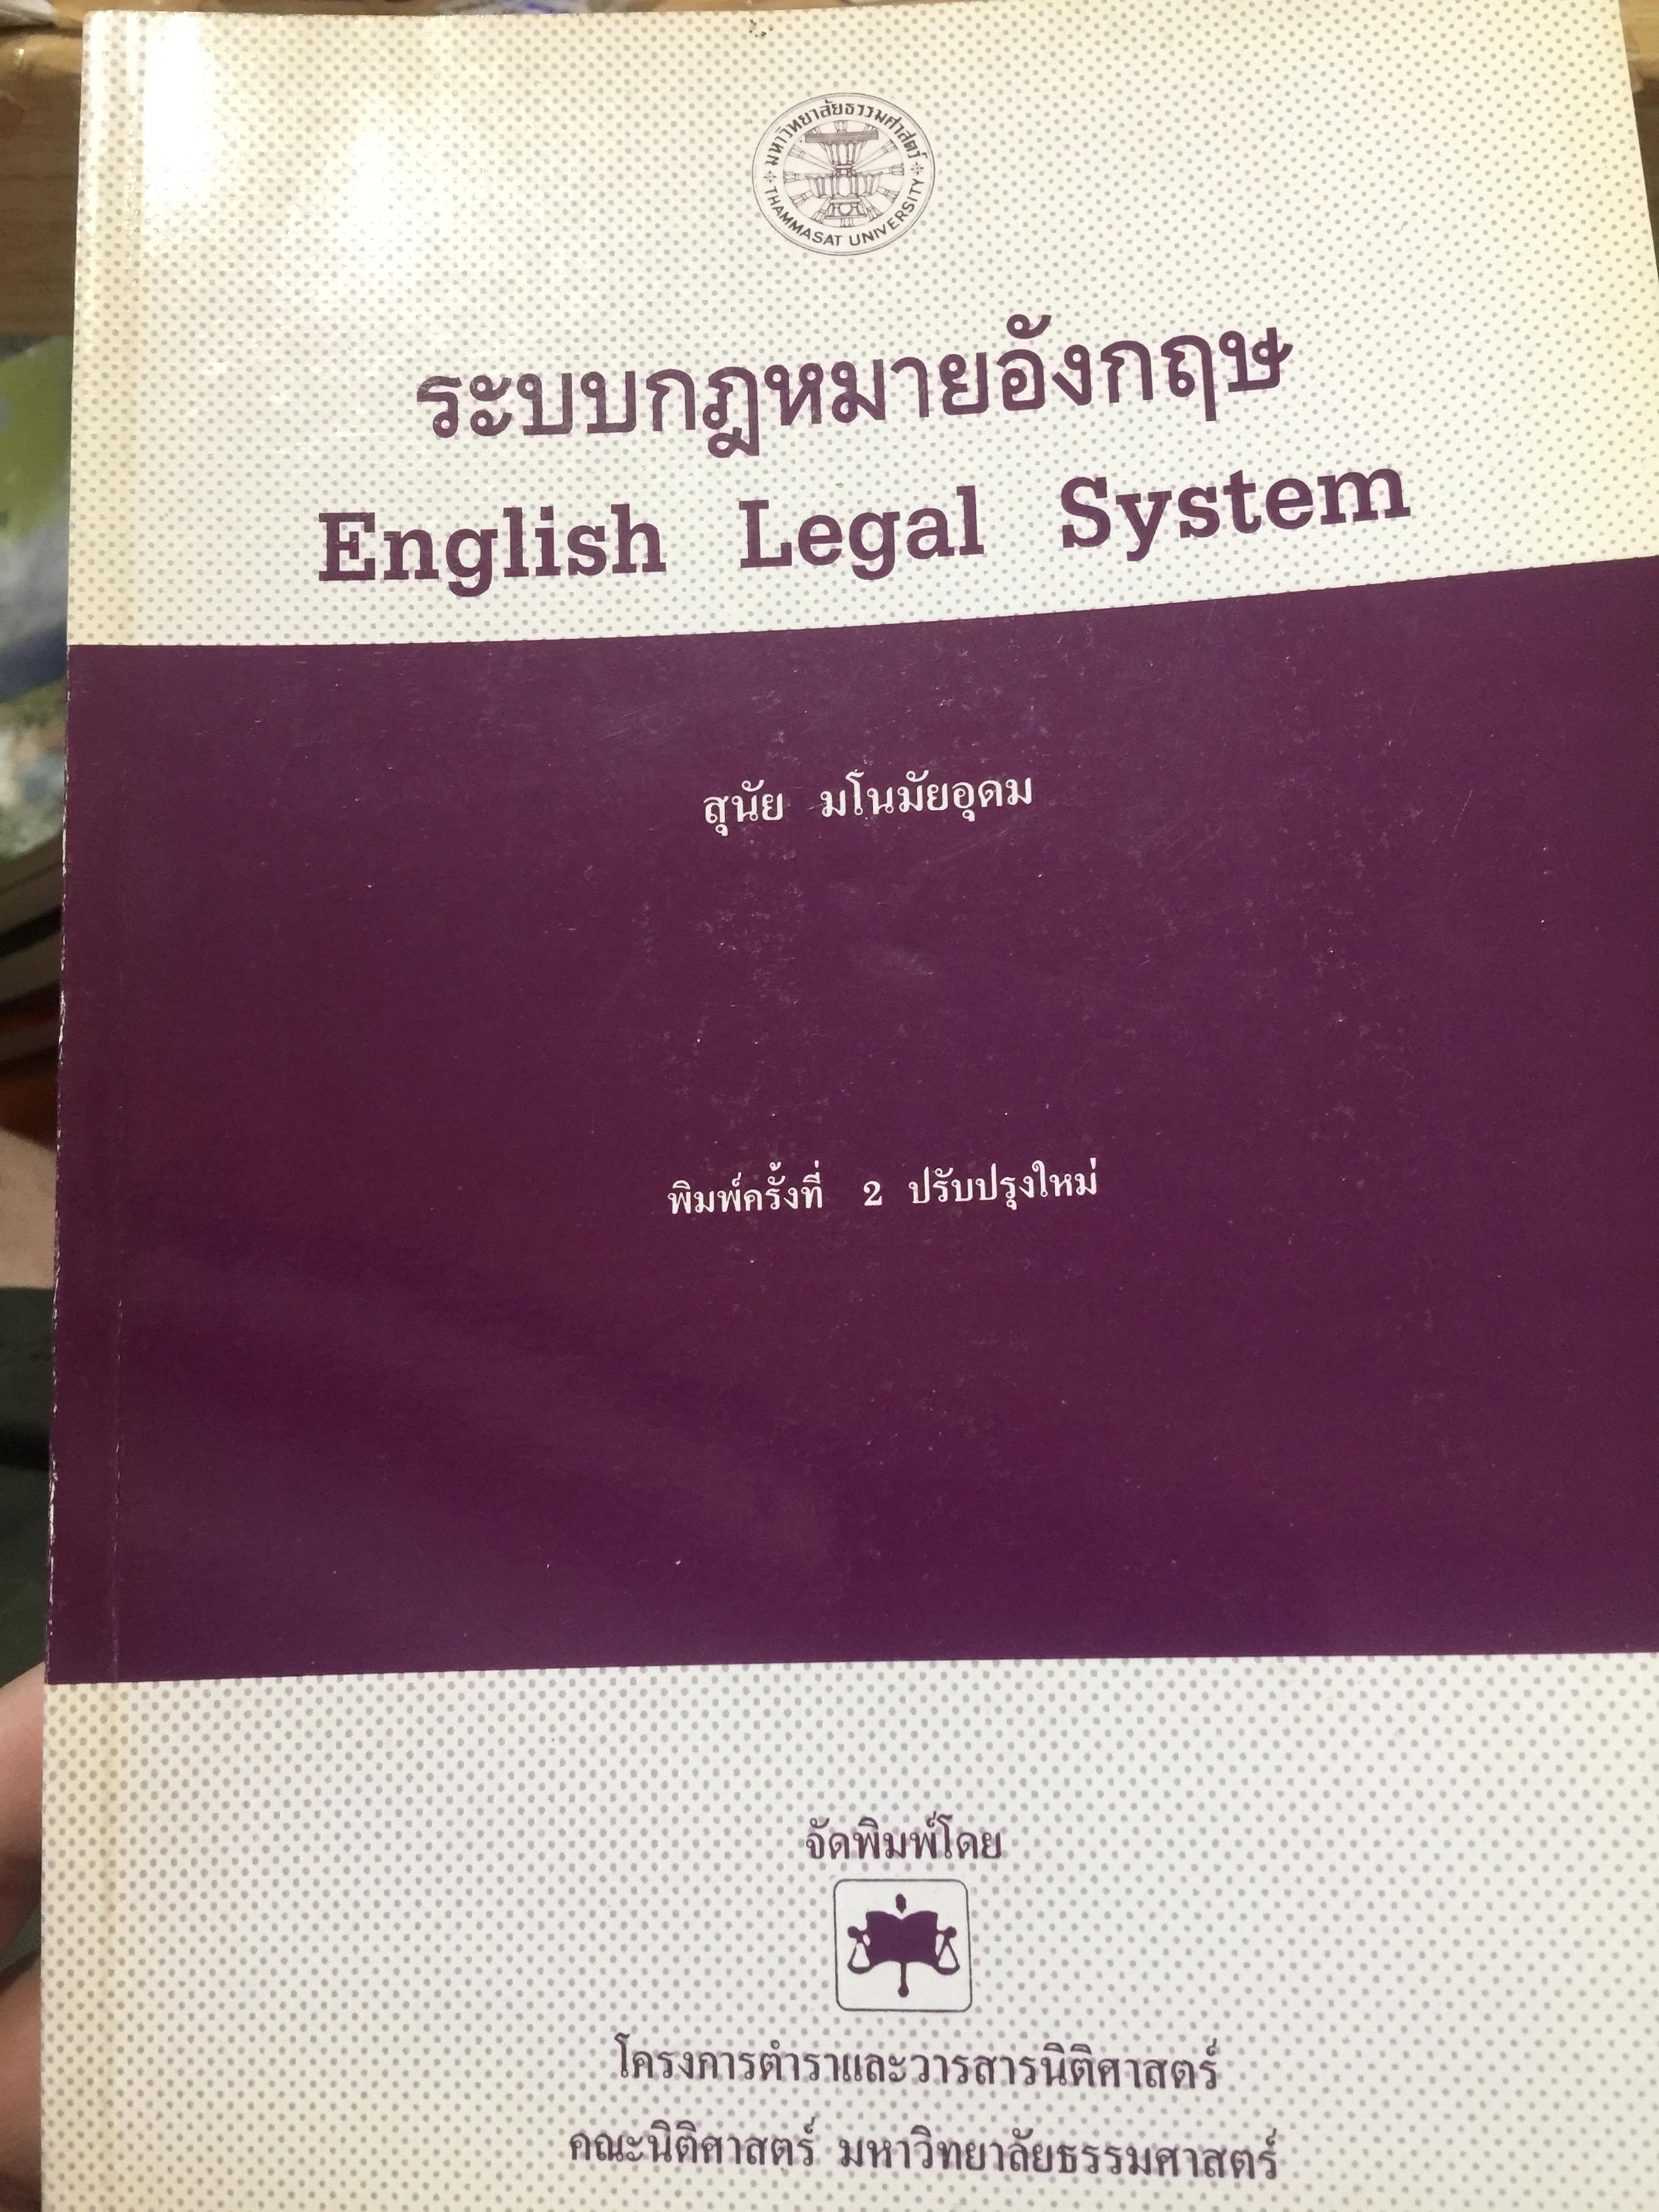 มหาวิทยาลัยธรรมศาสตร์
THAMMASAT UNIVERSITY
ระบบกฎหมายอังกฤษ
English Legal System
สุนัย มโนมัยอุดม
พิมพ์ครั้งที่ 2 ปรับปรุงใหม่
จัดพิมพ์โดย
โครงการตำราและวารสารนิติศาสตร์
คณะนิติศาสตร์ มหาวิทยาลัยธรรมศาสตร์